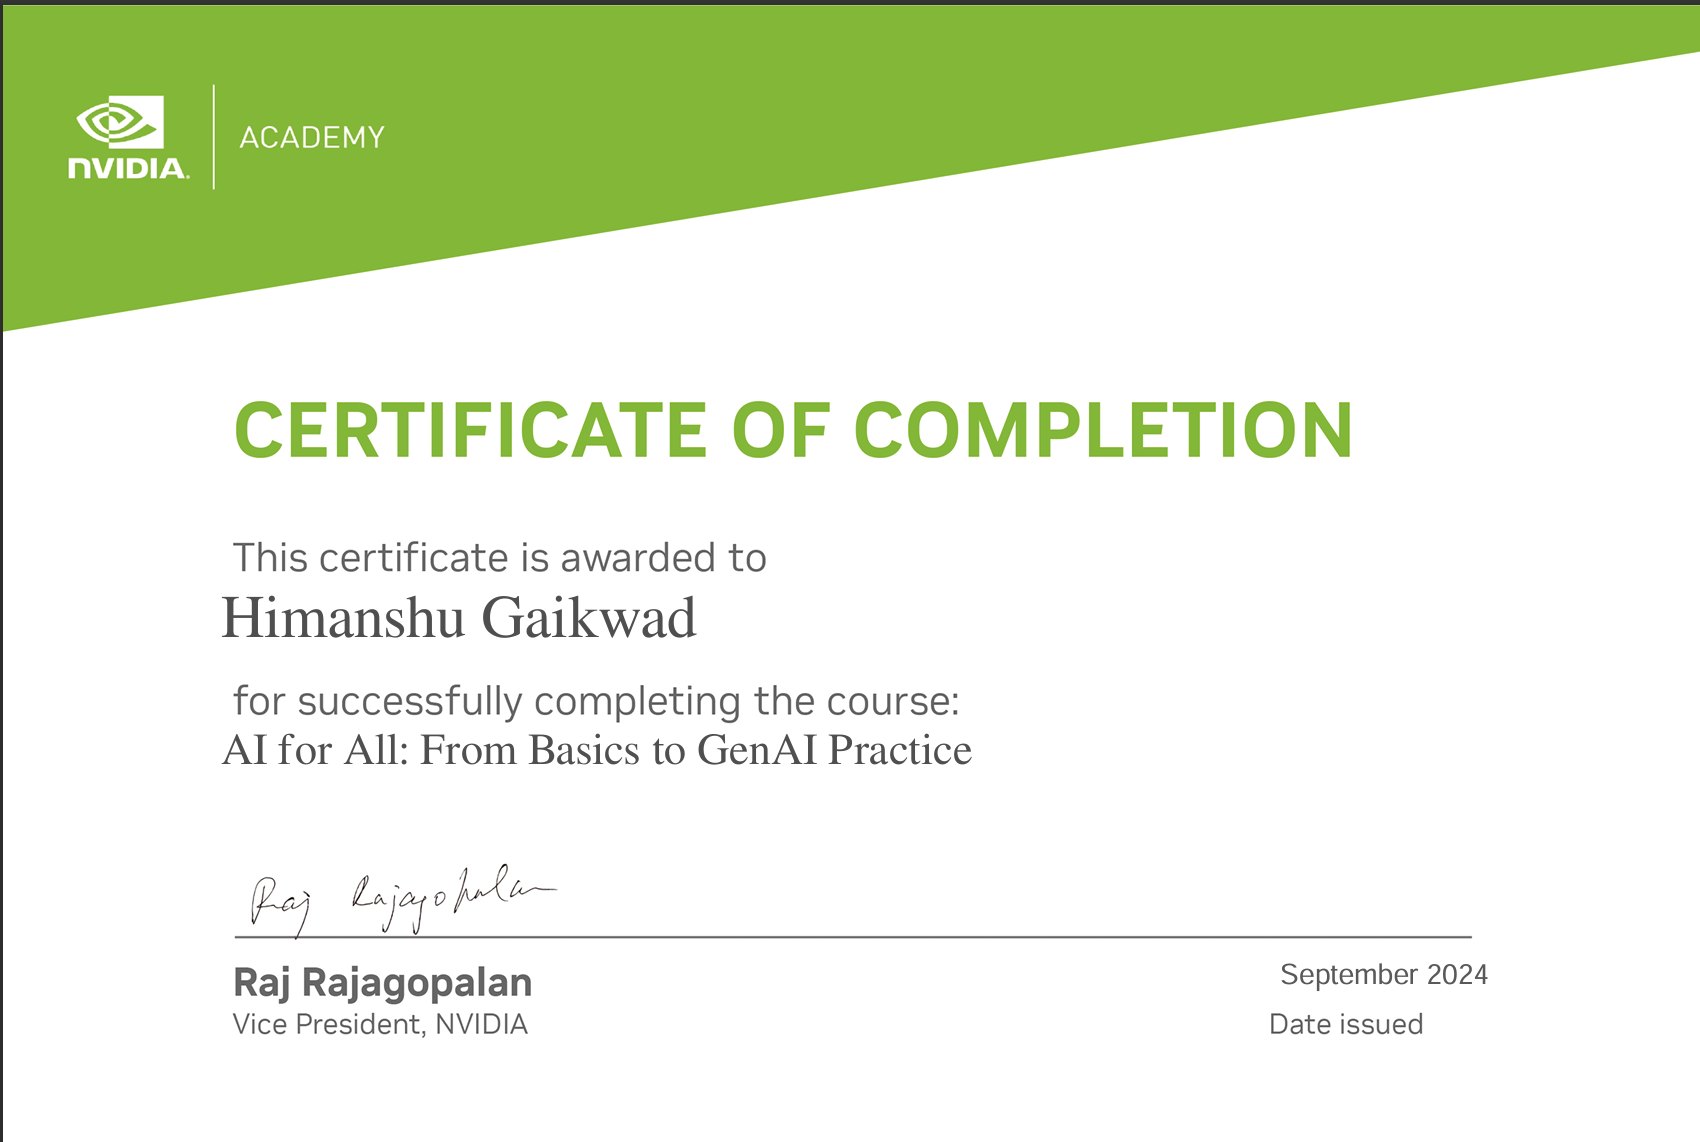 NVIDIA.
ACADEMY
CERTIFICATE OF COMPLETION
This certificate is awarded to
Himanshu Gaikwad
for successfully completing the course:
AI for All: From Basics to GenAI Practice
Raj Rajagopalan
Raj Rajagopalan
Vice President, NVIDIA
September 2024
Date issued